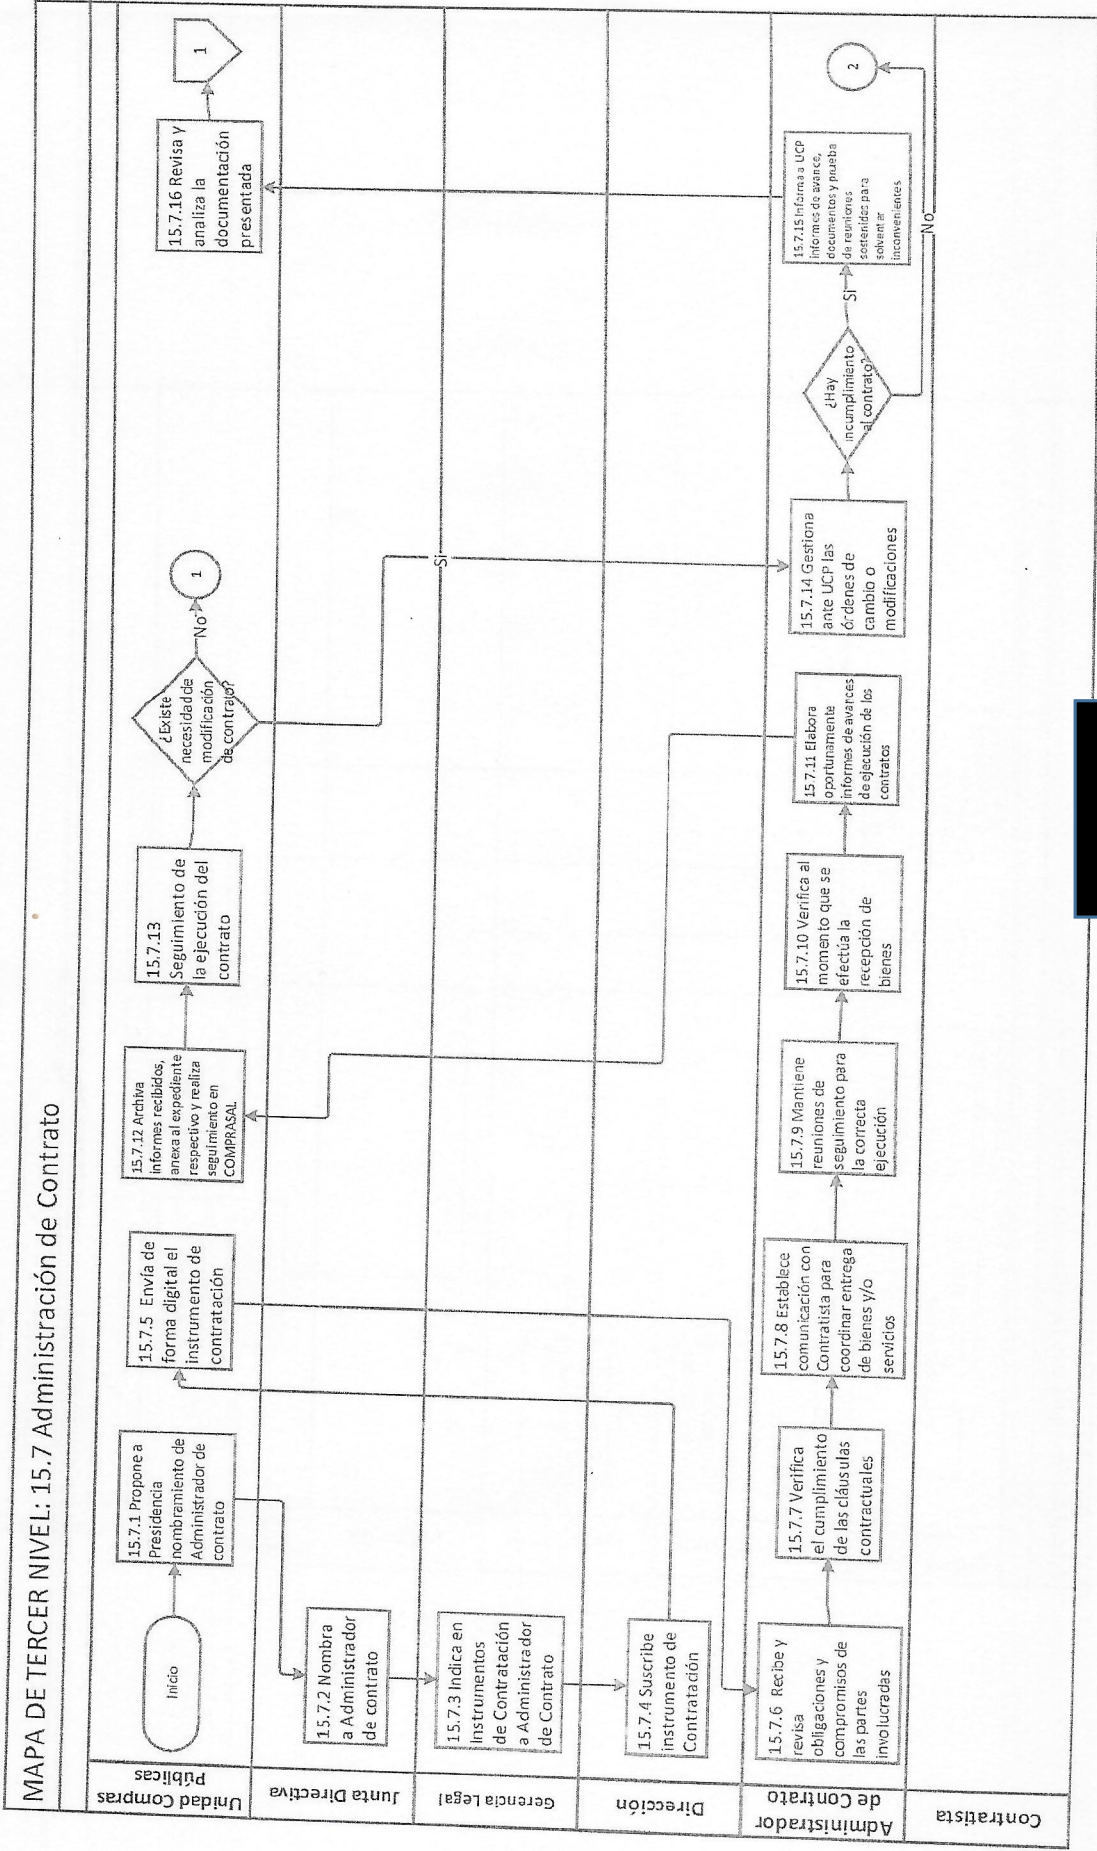 MAPA DE TERCER NIVEL: 15.7 Administración de Contrato
Unidad Compras
Públicas
Inicio
15.7.1 Propone a
Presidencia
nombramiento de
Administrador de
contrato
15.7.5 Envía de
forma digital el
instrumento de
contratación
15.7.12 Archiva
informes recibidos,
anexa al expediente
respectivo y realiza
seguimiento en
COMPRASAL
15.7.13
Seguimiento de
la ejecución del
contrato
¿Existe
necesidad de
modificación
de contrato?
No
1
15.7.16 Revisa y
analiza la
documentación
presentada
1
Junta Directiva
15.7.2 Nombra
a Administrador
de contrato
Gerencia Legal
15.7.3 Indica en
Instrumentos
de Contratación
a Administrador
de Contrato
Si
Dirección
15.7.4 Suscribe
instrumento de
Contratación
Administrador
de Contrato
15.7.6 Recibe y
revisa
obligaciones y
compromisos de
las partes
involucradas
15.7.7 Verifica
el cumplimiento
de las cláusulas
contractuales
15.7.8 Establece
comunicación con
Contratista para
coordinar entrega
de bienes y/o
servicios
15.7.9 Mantiene
reuniones de
seguimiento para
la correcta
ejecución
15.7.10 Verifica al
momento que se
efectúa la
recepción de
bienes
15.7.11 Elabora
oportunamente
informes de avances
de ejecución de los
contratos
15.7.14 Gestiona
ante UCP las
órdenes de
cambio o
modificaciones
¿Hay
incumplimiento
al contrato?
Si
15.7.15 Informa a UCP
informes de avance,
documentos y prueba
de reuniones
sostenidas para
solventar
inconvenientes
2
No
Contratista